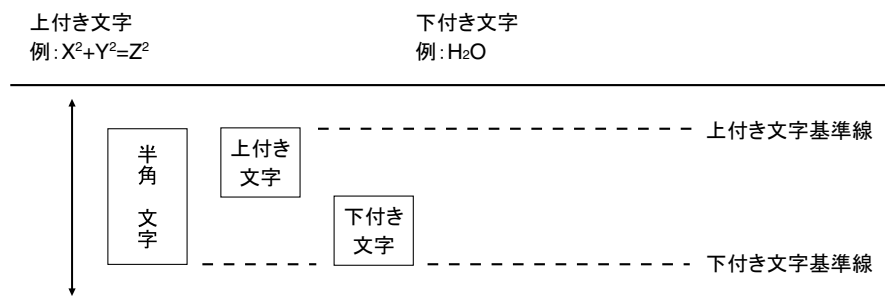 上付き文字
例：X²+Y²=Z²
下付き文字
例：H₂O
半角 文字
上付き
文字
下付き
文字
上付き文字基準線
下付き文字基準線